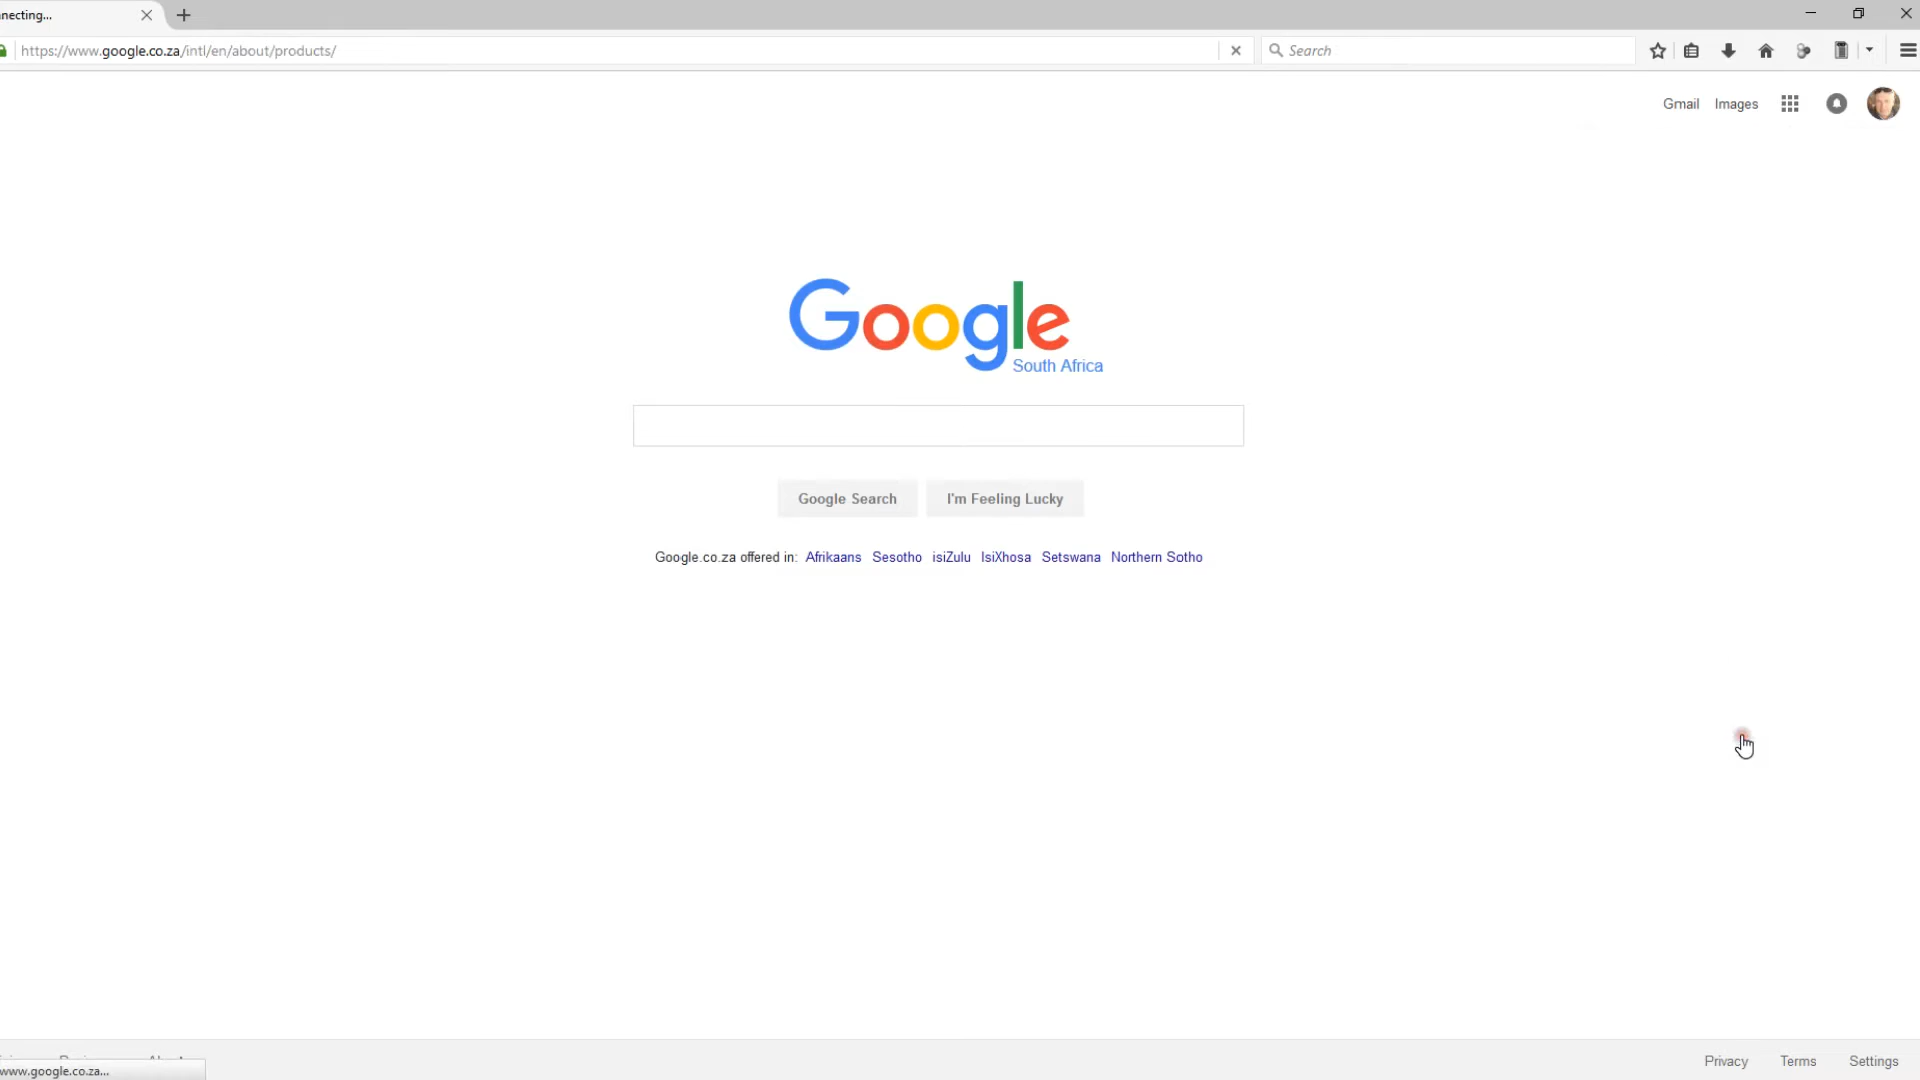 nnecting...
https://www.google.co.za/intl/en/about/products/
Search
Gmail Images
Google
South Africa
Google Search I'm Feeling Lucky
Google.co.za offered in: Afrikaans Sesotho isiZulu IsiXhosa Setswana Northern Sotho
Privacy Terms Settings
www.google.co.za...